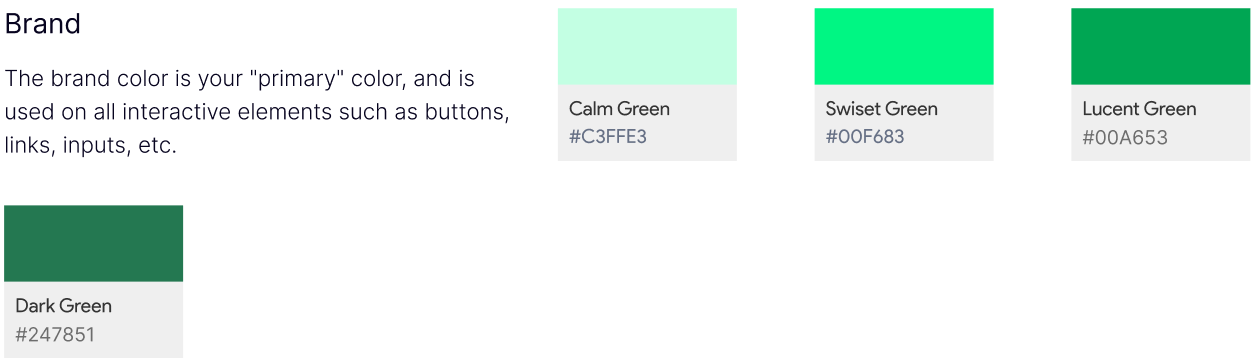 Brand
The brand color is your "primary" color, and is
used on all interactive elements such as buttons,
links, inputs, etc.
Calm Green
#C3FFE3
Swiset Green
#00F683
Lucent Green
#00A653
Dark Green
#247851